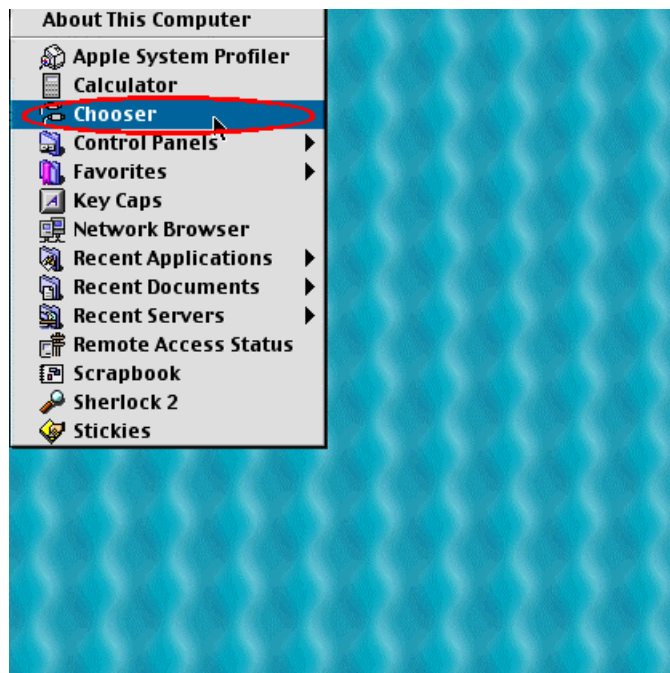 About This Computer
Apple System Profiler
Calculator
Chooser
Control Panels
Favorites
Key Caps
Network Browser
Recent Applications
Recent Documents
Recent Servers
Remote Access Status
Scrapbook
Sherlock 2
Stickies